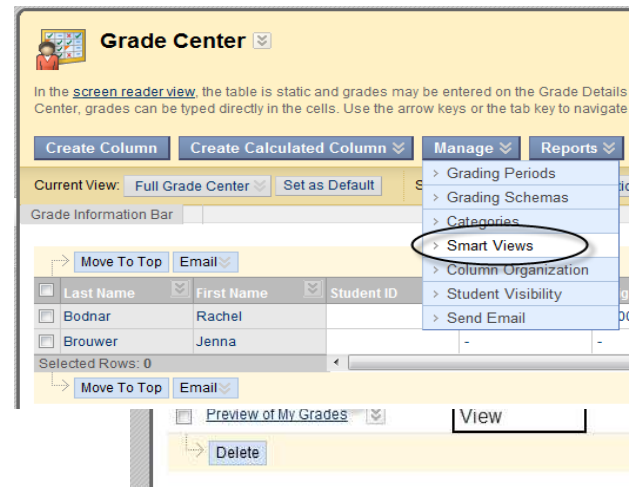 Grade Center
In the screen reader view, the table is static and grades may be entered on the Grade Details
Center, grades can be typed directly in the cells. Use the arrow keys or the tab key to navigate
Create Column Create Calculated Column Manage Reports
Current View: Full Grade Center Set as Default
Grade Information Bar
> Grading Periods
> Grading Schemas
> Categories
> Smart Views
> Column Organization
> Student Visibility
> Send Email
Move To Top Email
Last Name First Name Student ID
Bodnar Rachel
Brouwer Jenna - -
Selected Rows: 0
Move To Top Email
Preview of My Grades View
Delete